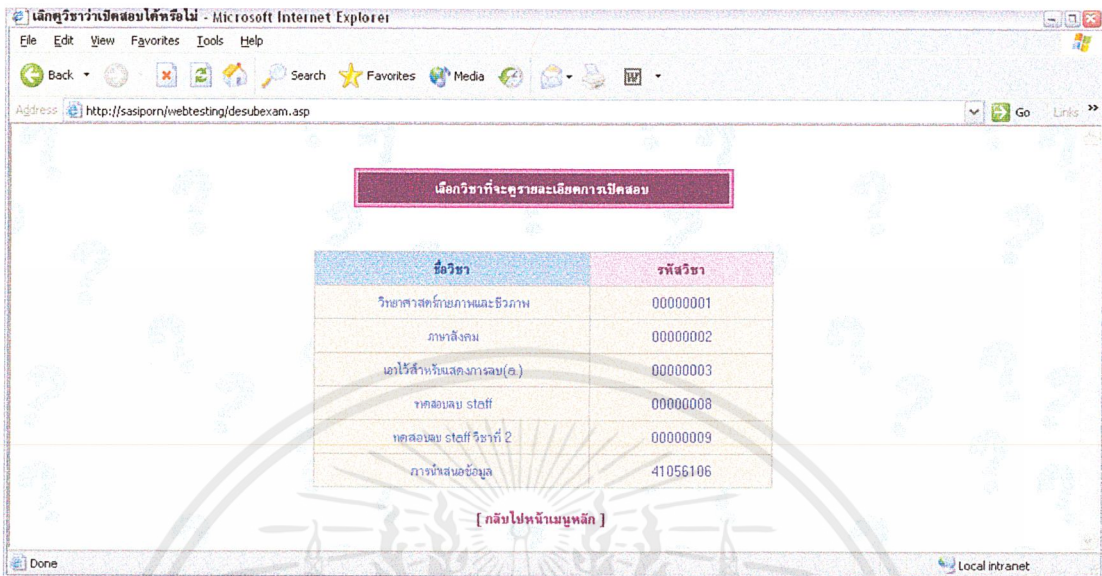 เลิกดูวิชาว่าเปิดสอบได้หรือไม่ - Microsoft Internet Explorer
File Edit View Favorites Tools Help
Back Search Favorites Media
Address http://sasiporn/webtesting/desubexam.asp Go Links »
เลือกวิชาที่จะดูรายละเอียดการเปิดสอบ
ชื่อวิชา รหัสวิชา
วิทยาศาสตร์กายภาพและชีวภาพ 00000001
ภาษาสังคม 00000002
เอาไว้สำหรับแสดงการลบ(อ.) 00000003
ทดสอบลบ staff 00000008
ทดสอบลบ staff วิชาที่ 2 00000009
การนำเสนอข้อมูล 41056106
[ กลับไปหน้าเมนูหลัก ]
Done Local intranet